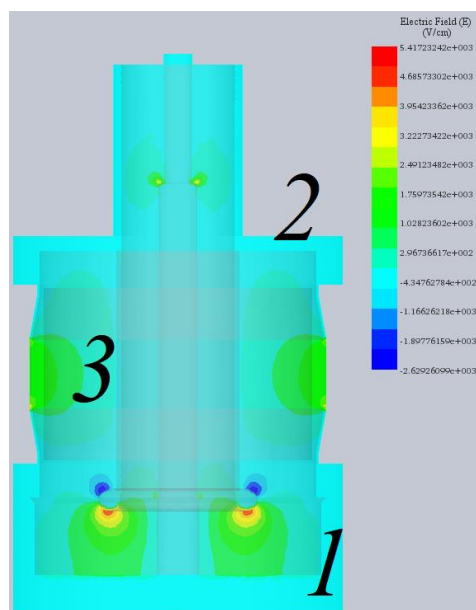 Electric Field (E)
(V/cm)
5.41723242e+003
4.68573302e+003
3.95423362e+003
3.22273422e+003
2.49123482e+003
1.75973542e+003
1.02823602e+003
2.96736617e+002
-4.34762784e+002
-1.16626218e+003
-1.89776159e+003
-2.62926099e+003
2
3
1